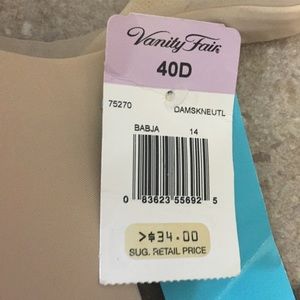 Vanity Fair
40D
75270 DAMSKNEUTL
BABJA 14
0 83623 55692 5
>$34.00
SUG. RETAIL PRICE